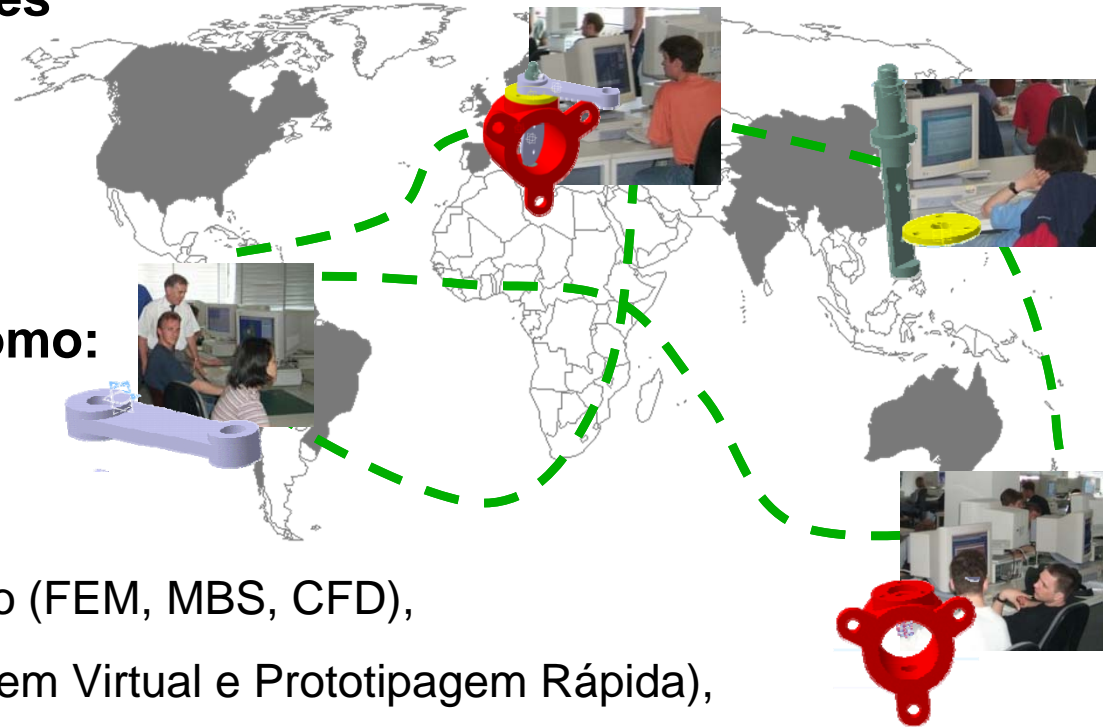 es
omo:
o (FEM, MBS, CFD),
em Virtual e Prototipagem Rápida),